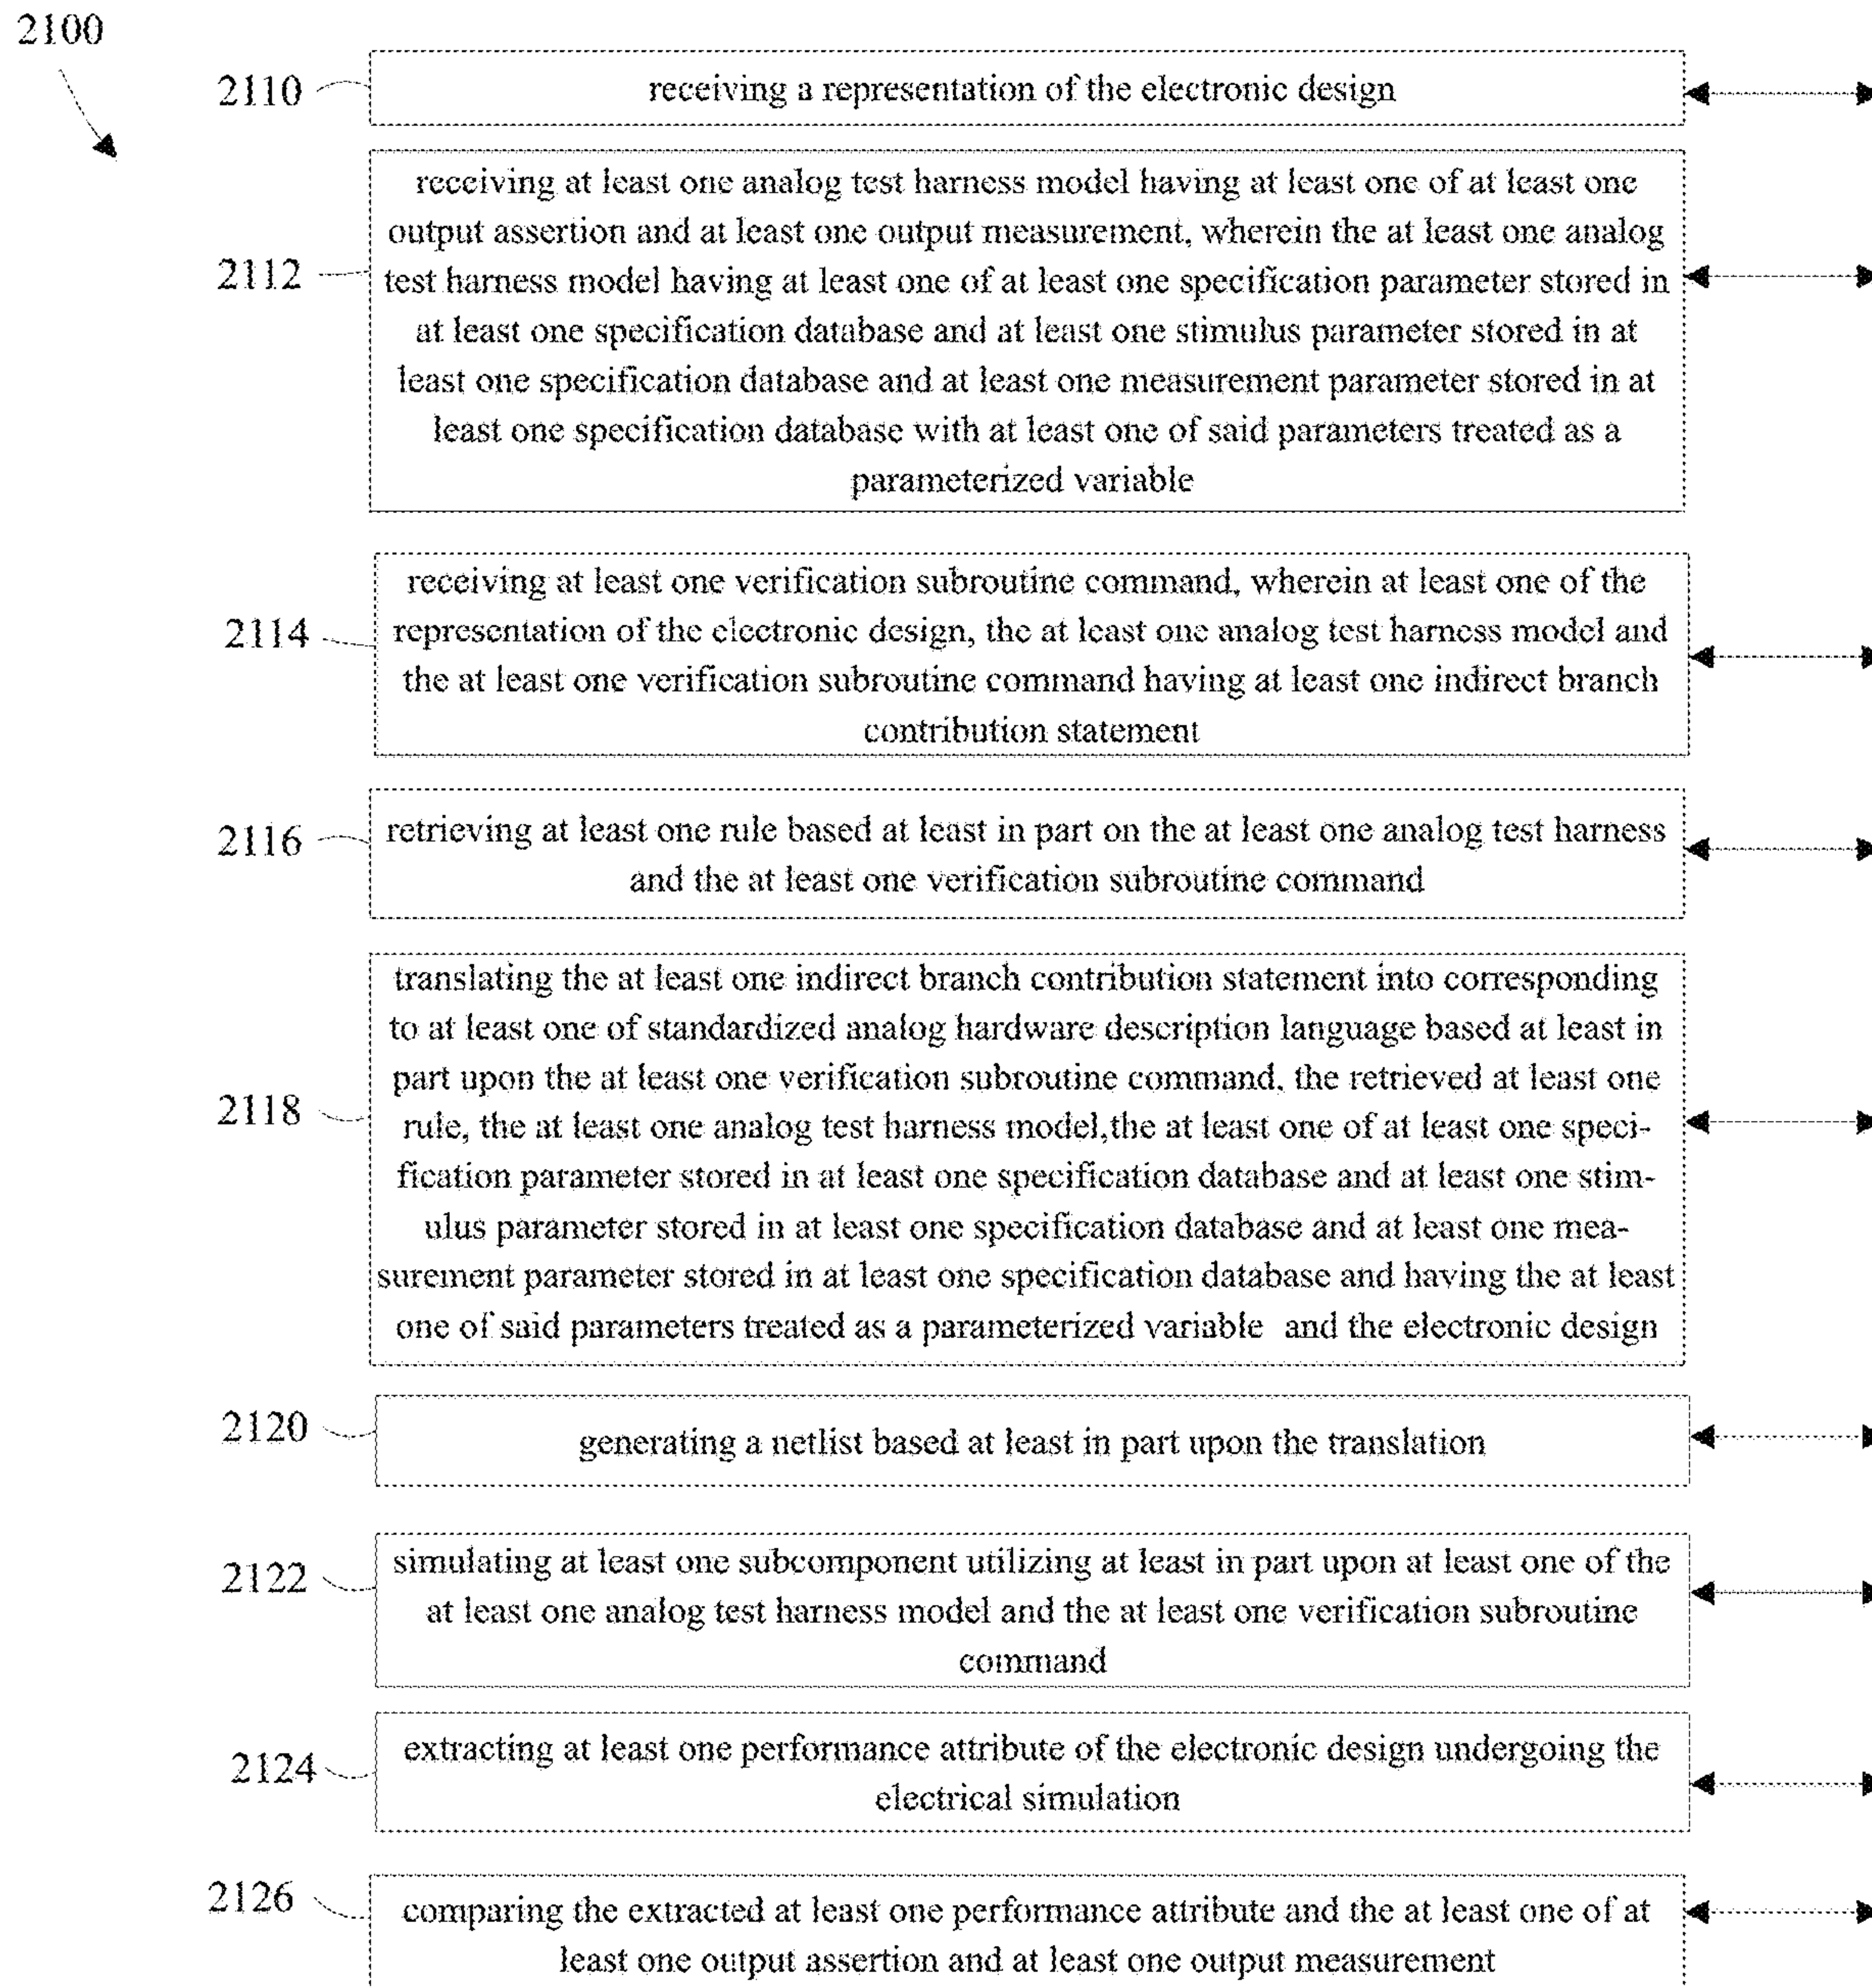 2100
2110
receiving a representation of the electronic design
2112
receiving at least one analog test harness model having at least one of at least one
output assertion and at least one output measurement, wherein the at least one analog
test harness model having at least one of at least one specification parameter stored in
at least one specification database and at least one stimulus parameter stored in at
least one specification database and at least one measurement parameter stored in at
least one specification database with at least one of said parameters treated as a
parameterized variable
2114
receiving at least one verification subroutine command, wherein at least one of the
representation of the electronic design, the at least one analog test harness model and
the at least one verification subroutine command having at least one indirect branch
contribution statement
2116
retrieving at least one rule based at least in part on the at least one analog test harness
and the at least one verification subroutine command
2118
translating the at least one indirect branch contribution statement into corresponding
to at least one of standardized analog hardware description language based at least in
part upon the at least one verification subroutine command, the retrieved at least one
rule, the at least one analog test harness model,the at least one of at least one speci-
fication parameter stored in at least one specification database and at least one stim-
ulus parameter stored in at least one specification database and at least one mea-
surement parameter stored in at least one specification database and having the at least
one of said parameters treated as a parameterized variable and the electronic design
2120
generating a netlist based at least in part upon the translation
2122
simulating at least one subcomponent utilizing at least in part upon at least one of the
at least one analog test harness model and the at least one verification subroutine
command
2124
extracting at least one performance attribute of the electronic design undergoing the
electrical simulation
2126
comparing the extracted at least one performance attribute and the at least one of at
least one output assertion and at least one output measurement